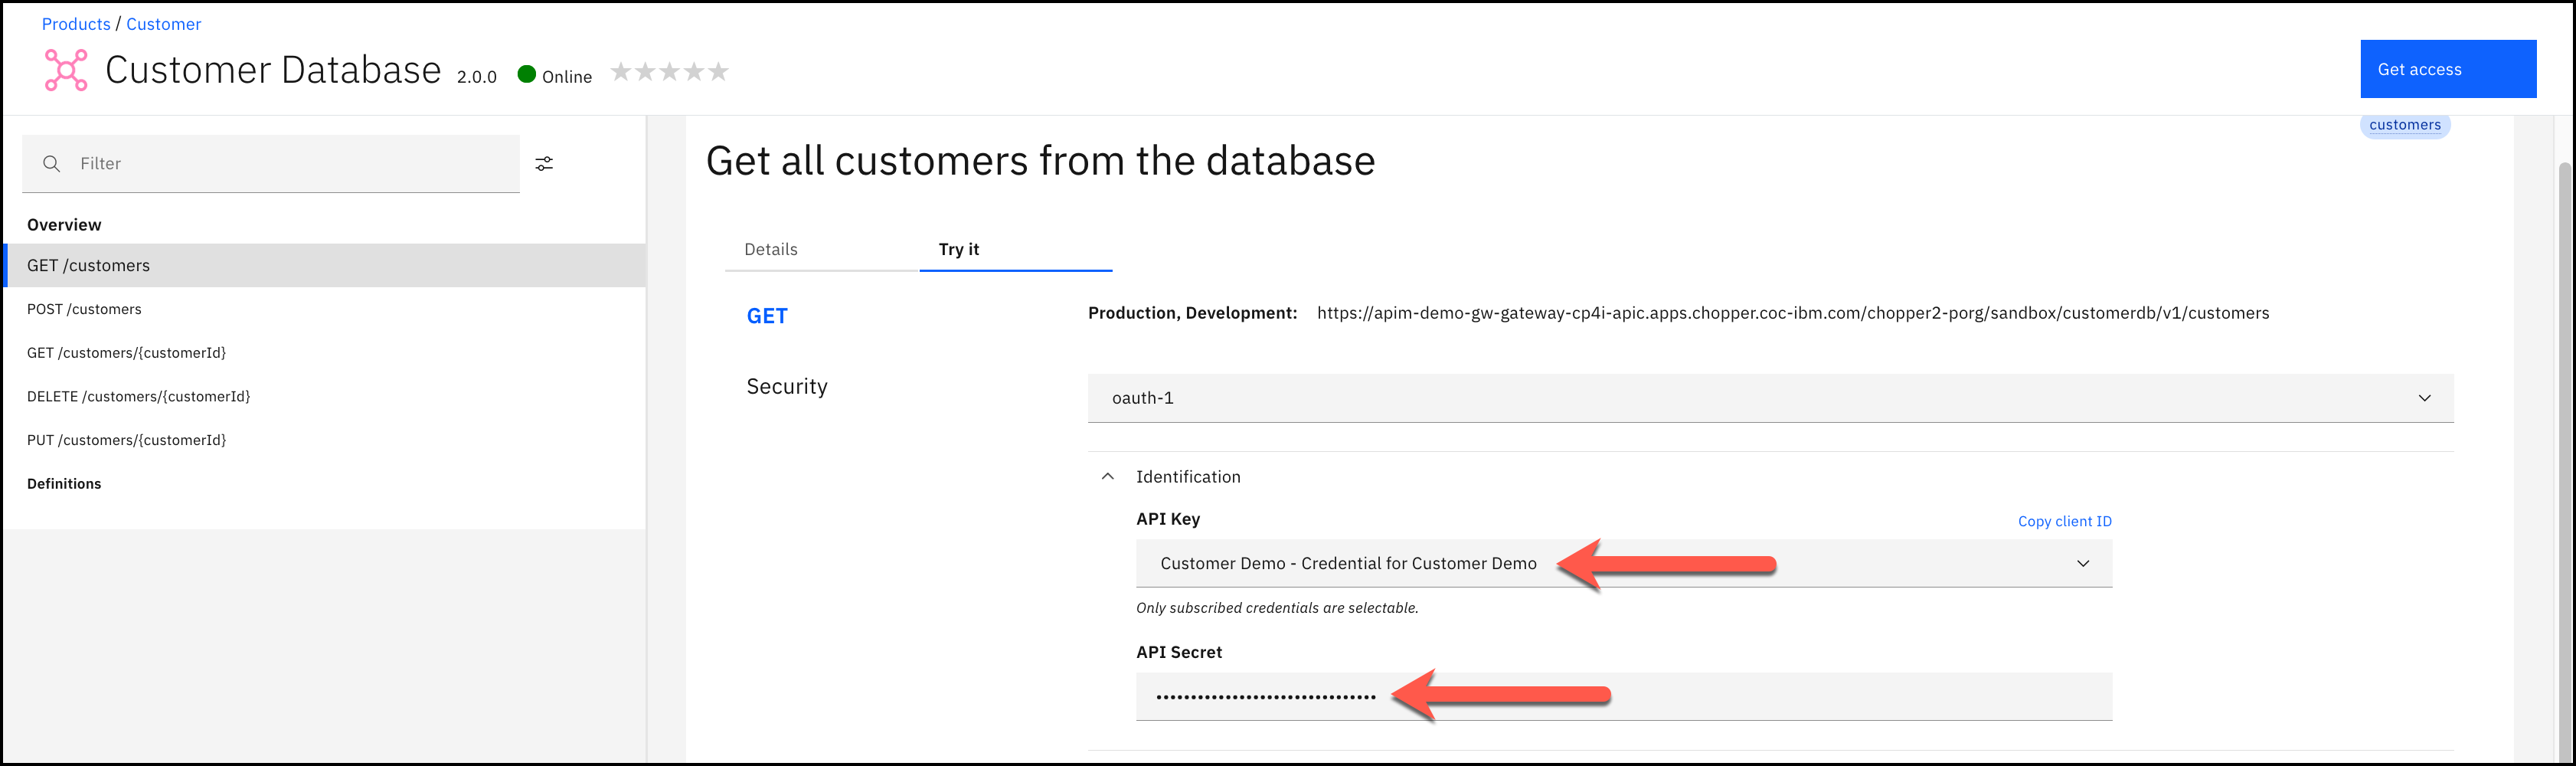 Products / Customer
Customer Database 2.0.0 Online
Get access
Filter
Overview
GET /customers
POST /customers
GET /customers/{customerId}
DELETE /customers/{customerId}
PUT /customers/{customerId}
Definitions
customers
Get all customers from the database
Details Try it
GET Production, Development: https://apim-demo-gw-gateway-cp4i-apic.apps.chopper.coc-ibm.com/chopper2-porg/sandbox/customerdb/v1/customers
Security oauth-1
Identification
API Key Copy client ID
Customer Demo - Credential for Customer Demo
Only subscribed credentials are selectable.
API Secret